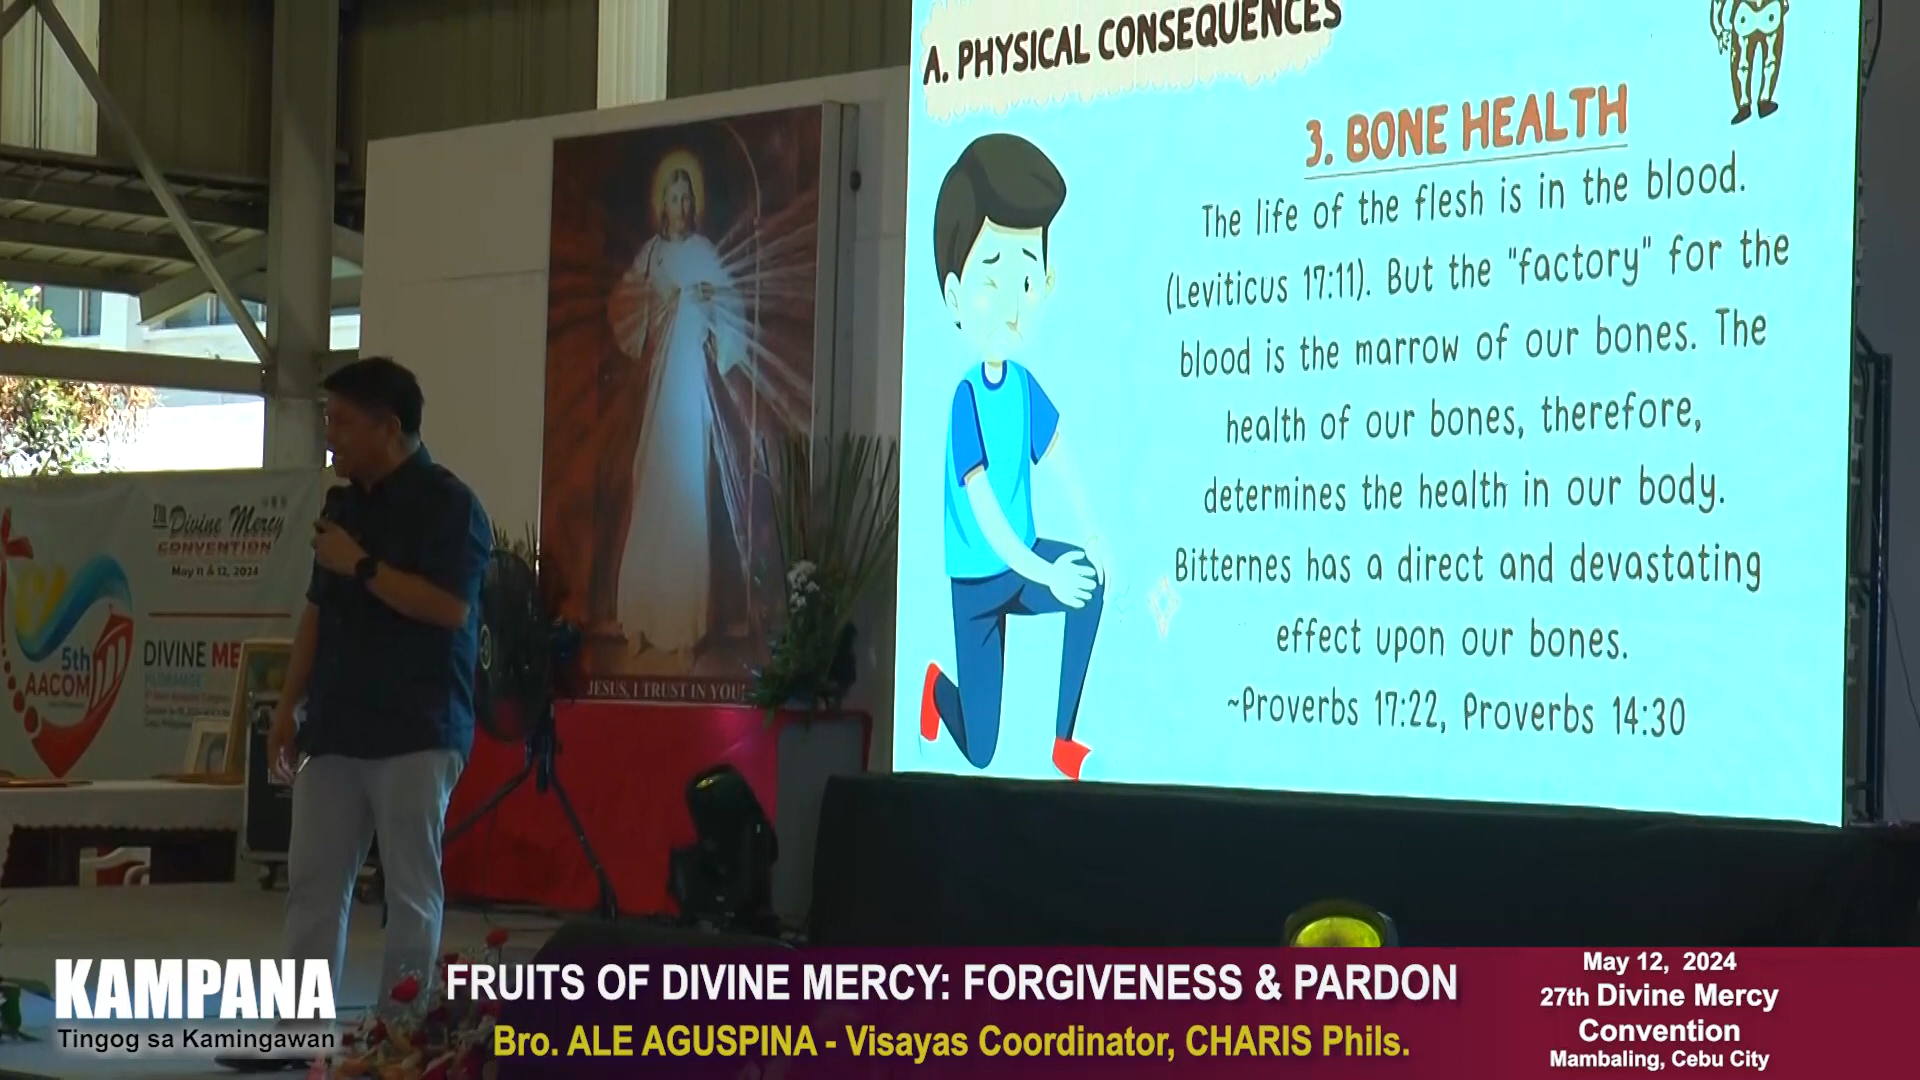 A. PHYSICAL CONSEQUENCES
3. BONE HEALTH
The life of the flesh is in the blood.
(Leviticus 17:11). But the "factory" for the
blood is the marrow of our bones. The
health of our bones, therefore,
determines the health in our body.
Bitternes has a direct and devastating
effect upon our bones.
~Proverbs 17:22, Proverbs 14:30
JESUS, I TRUST IN YOU!
Divine Mercy
CONVENTION
May 11 & 12, 2024
5th
AACOM
DIVINE ME
KAMPANA
Tingog sa Kamingawan
FRUITS OF DIVINE MERCY: FORGIVENESS & PARDON
Bro. ALE AGUSPINA - Visayas Coordinator, CHARIS Phils.
May 12, 2024
27th Divine Mercy
Convention
Mambaling, Cebu City